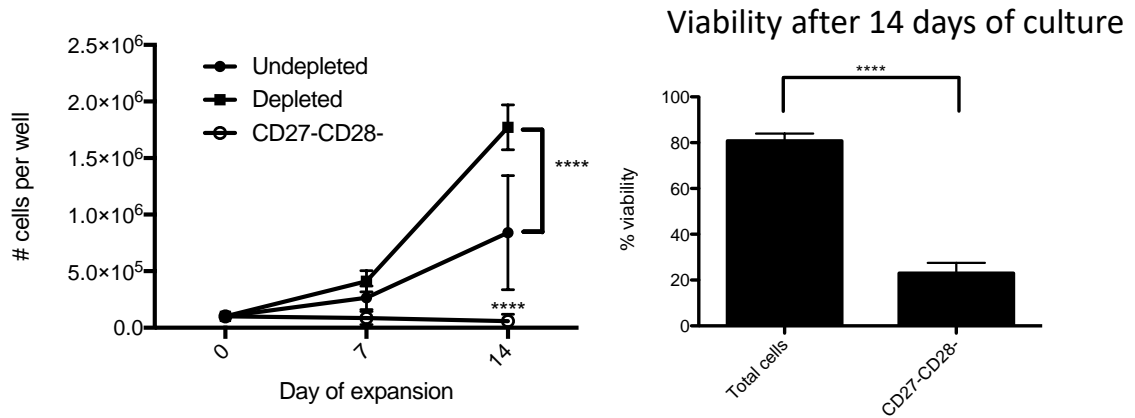 2.5×10⁶
2.0×10⁶
1.5×10⁶
1.0×10⁶
5.0×10⁵
0.0
# cells per well
Undepleted
Depleted
CD27-CD28-
****
****
0
7
14
Day of expansion
Viability after 14 days of culture
****
100
80
60
40
20
0
% viability
Total cells
CD27-CD28-